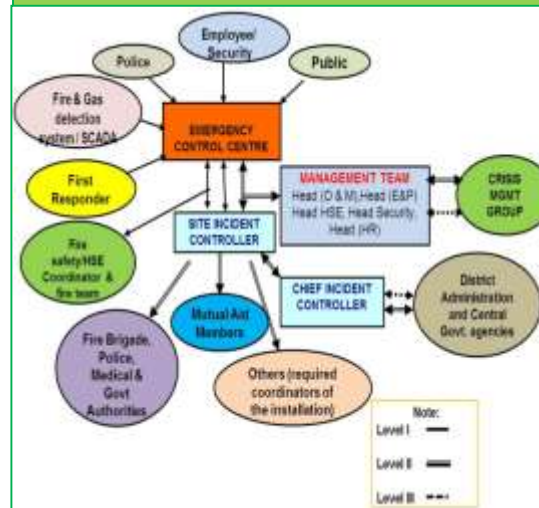 Police
Employee/
Security
Public
Fire & Gas
detection
system / SCADA
EMERGENCY
CONTROL CENTRE
First
Responder
MANAGEMENT TEAM
Head (O & M),Head (E&P)
Head HSE, Head Security,
Head (HR)
CRISIS
MGMT
GROUP
SITE INCIDENT
CONTROLLER
Fire
safety/HSE
Coordinator &
fire team
CHIEF INCIDENT
CONTROLLER
District
Administration
and Central
Govt. agencies
Mutual Aid
Members
Fire Brigade,
Police,
Medical &
Govt
Authorities
Others (required
coordinators of
the installation)
Note:
Level I
Level II
Level III